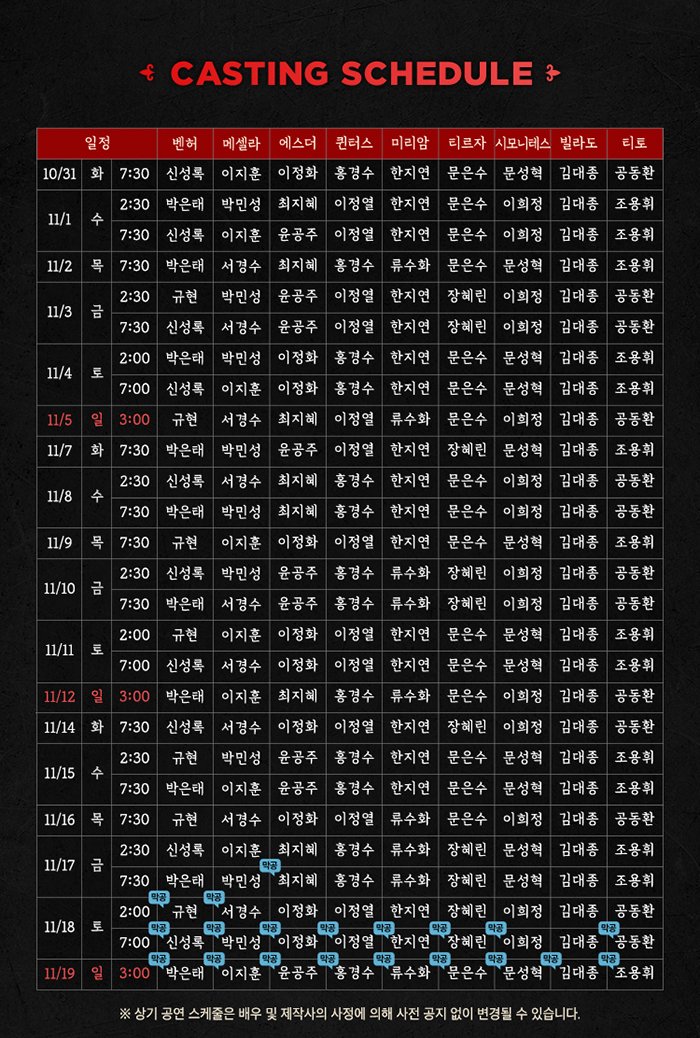 CASTING SCHEDULE
일정 벤허 메셀라 에스더 퀸터스 미리암 티르자 시모니테스 빌라도 티토
10/31 화 7:30 신성록 이지훈 이정화 홍경수 한지연 문은수 문성혁 김대종 공동환
11/1 수 2:30 박은태 박민성 최지혜 이정열 한지연 문은수 이희정 김대종 조용휘
7:30 신성록 이지훈 윤공주 이정열 한지연 문은수 이희정 김대종 조용휘
11/2 목 7:30 박은태 서경수 최지혜 홍경수 류수화 문은수 문성혁 김대종 조용휘
11/3 금 2:30 규현 박민성 윤공주 이정열 한지연 장혜린 이희정 김대종 공동환
7:30 신성록 서경수 윤공주 이정열 한지연 장혜린 이희정 김대종 공동환
11/4 토 2:00 박은태 박민성 이정화 홍경수 한지연 문은수 문성혁 김대종 조용휘
7:00 신성록 이지훈 이정화 홍경수 한지연 문은수 문성혁 김대종 조용휘
11/5 일 3:00 규현 서경수 최지혜 이정열 류수화 문은수 이희정 김대종 공동환
11/7 화 7:30 박은태 박민성 윤공주 이정열 한지연 장혜린 문성혁 김대종 조용휘
11/8 수 2:30 신성록 서경수 최지혜 홍경수 한지연 문은수 이희정 김대종 공동환
7:30 박은태 박민성 최지혜 홍경수 한지연 문은수 이희정 김대종 공동환
11/9 목 7:30 규현 이지훈 이정화 이정열 한지연 문은수 문성혁 김대종 조용휘
11/10 금 2:30 신성록 박민성 윤공주 홍경수 류수화 장혜린 이희정 김대종 공동환
7:30 박은태 서경수 윤공주 홍경수 류수화 장혜린 이희정 김대종 공동환
11/11 토 2:00 규현 이지훈 이정화 이정열 한지연 문은수 문성혁 김대종 조용휘
7:00 신성록 서경수 이정화 이정열 한지연 문은수 문성혁 김대종 조용휘
11/12 일 3:00 박은태 이지훈 최지혜 홍경수 류수화 문은수 이희정 김대종 공동환
11/14 화 7:30 신성록 서경수 이정화 이정열 한지연 장혜린 이희정 김대종 공동환
11/15 수 2:30 규현 박민성 윤공주 홍경수 한지연 문은수 문성혁 김대종 조용휘
7:30 박은태 이지훈 윤공주 홍경수 한지연 문은수 문성혁 김대종 조용휘
11/16 목 7:30 규현 서경수 이정화 이정열 류수화 문은수 이희정 김대종 공동환
11/17 금 2:30 신성록 이지훈 최지혜 홍경수 류수화 장혜린 문성혁 김대종 조용휘
막공
7:30 박은태 박민성 최지혜 홍경수 류수화 장혜린 문성혁 김대종 조용휘
막공 막공
11/18 토 2:00 규현 서경수 이정화 이정열 한지연 장혜린 이희정 김대종 공동환
막공 막공 막공 막공 막공 막공 막공 막공
7:00 신성록 박민성 이정화 이정열 한지연 장혜린 이희정 김대종 공동환
막공 막공 막공 막공 막공 막공 막공 막공 막공
11/19 일 3:00 박은태 이지훈 윤공주 홍경수 류수화 문은수 문성혁 김대종 조용휘
※ 상기 공연 스케줄은 배우 및 제작사의 사정에 의해 사전 공지 없이 변경될 수 있습니다.